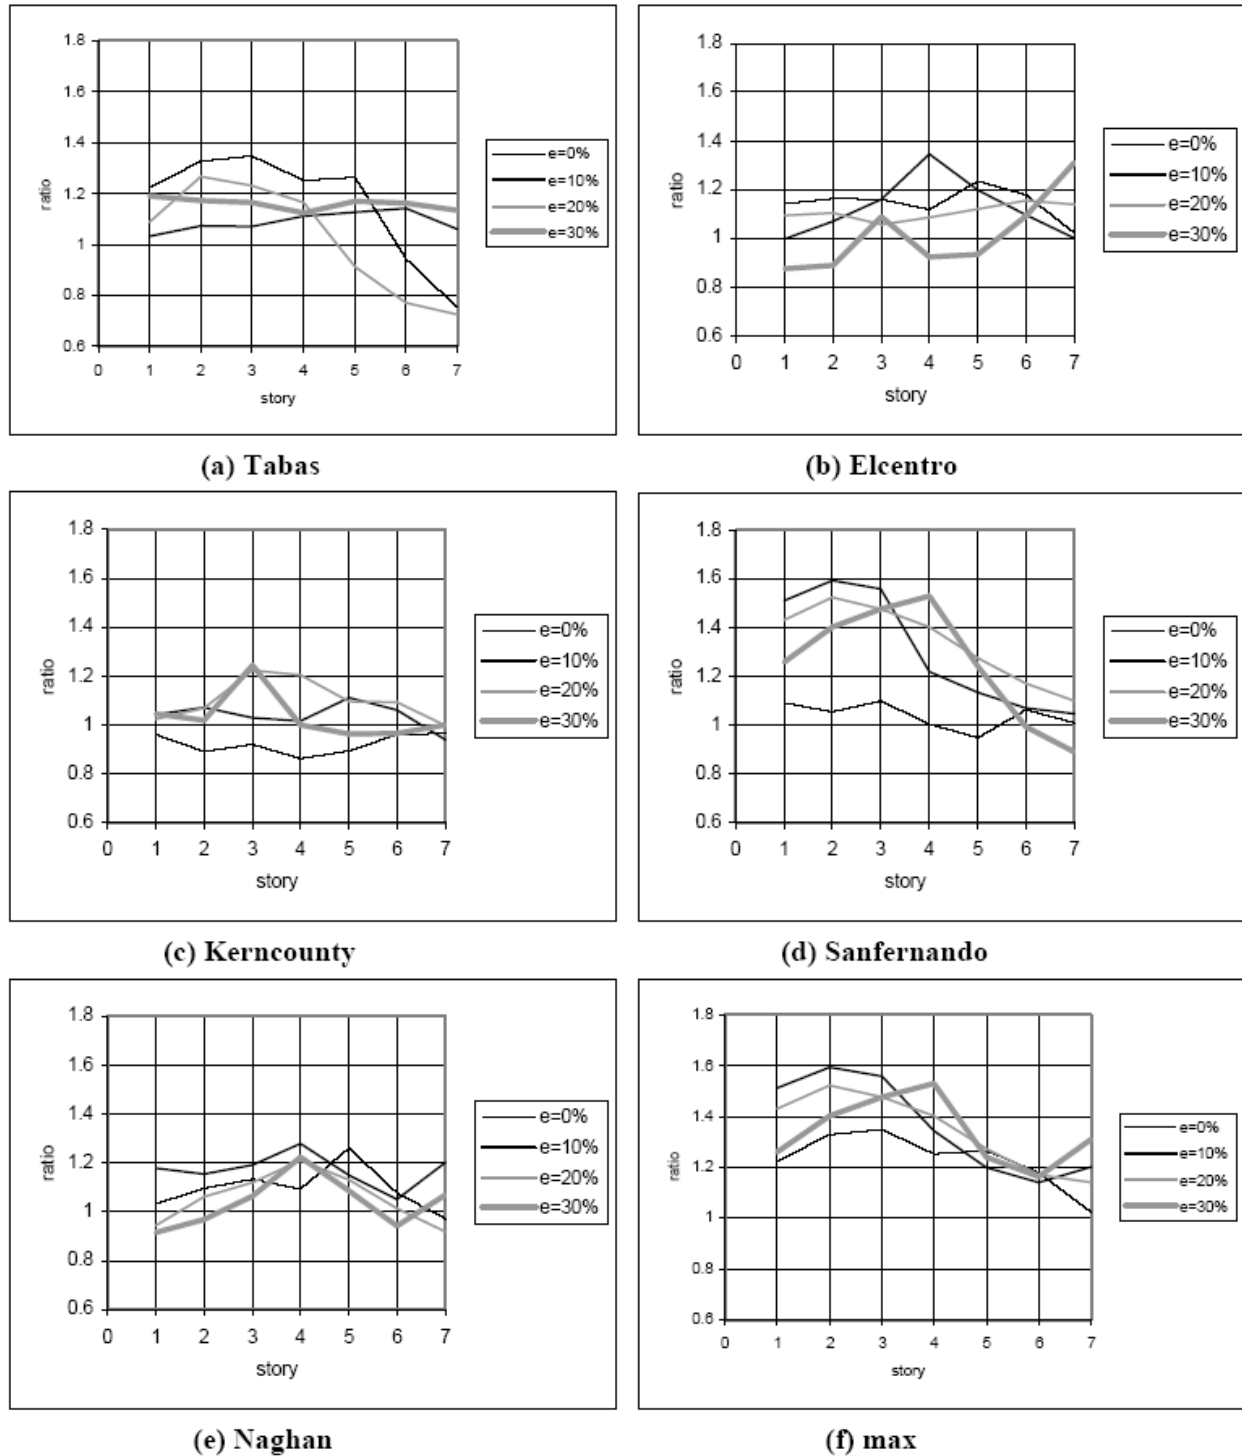 1.8
1.6
1.4
1.2
1
0.8
0.6
ratio
0 1 2 3 4 5 6 7
story
e=0%
e=10%
e=20%
e=30%
(a) Tabas
1.8
1.6
1.4
1.2
1
0.8
0.6
ratio
0 1 2 3 4 5 6 7
story
e=0%
e=10%
e=20%
e=30%
(b) Elcentro
1.8
1.6
1.4
1.2
1
0.8
0.6
ratio
0 1 2 3 4 5 6 7
story
e=0%
e=10%
e=20%
e=30%
(c) Kerncounty
1.8
1.6
1.4
1.2
1
0.8
0.6
ratio
0 1 2 3 4 5 6 7
story
e=0%
e=10%
e=20%
e=30%
(d) Sanfernando
1.8
1.6
1.4
1.2
1
0.8
0.6
ratio
0 1 2 3 4 5 6 7
story
e=0%
e=10%
e=20%
e=30%
(e) Naghan
1.8
1.6
1.4
1.2
1
0.8
0.6
ratio
0 1 2 3 4 5 6 7
story
e=0%
e=10%
e=20%
e=30%
(f) max